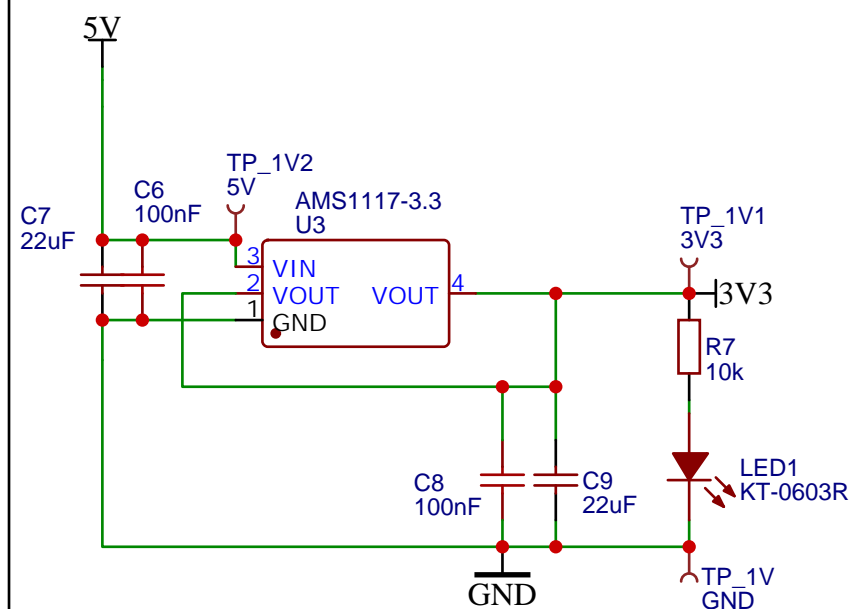 5V
TP_1V2
5V
C6
100nF
C7
22uF
AMS1117-3.3
U3
3
VIN
2
VOUT
1
GND
VOUT
4
TP_1V1
3V3
3V3
R7
10k
C8
100nF
C9
22uF
LED1
KT-0603R
GND
TP_1V
GND